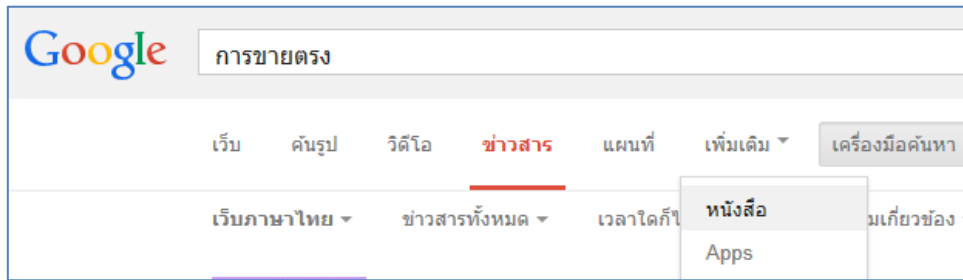 Google การขายตรง
เว็บ ค้นรูป วิดีโอ ข่าวสาร แผนที่ เพิ่มเติม เครื่องมือค้นหา
เว็บภาษาไทย ข่าวสารทั้งหมด หนังสือ
Apps